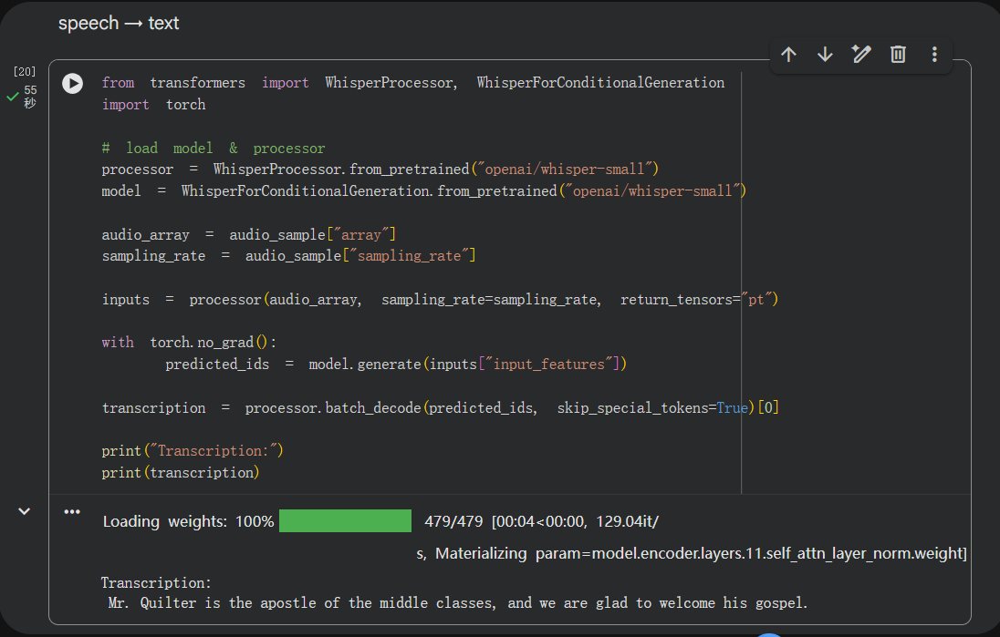 speech → text
[20]
55
秒
from transformers import WhisperProcessor, WhisperForConditionalGeneration
import torch
# load model & processor
processor = WhisperProcessor.from_pretrained("openai/whisper-small")
model = WhisperForConditionalGeneration.from_pretrained("openai/whisper-small")
audio_array = audio_sample["array"]
sampling_rate = audio_sample["sampling_rate"]
inputs = processor(audio_array, sampling_rate=sampling_rate, return_tensors="pt")
with torch.no_grad():
predicted_ids = model.generate(inputs["input_features"])
transcription = processor.batch_decode(predicted_ids, skip_special_tokens=True)[0]
print("Transcription:")
print(transcription)
Loading weights: 100% 479/479 [00:04<00:00, 129.04it/
s, Materializing param=model.encoder.layers.11.self_attn_layer_norm.weight]
Transcription:
Mr. Quilter is the apostle of the middle classes, and we are glad to welcome his gospel.